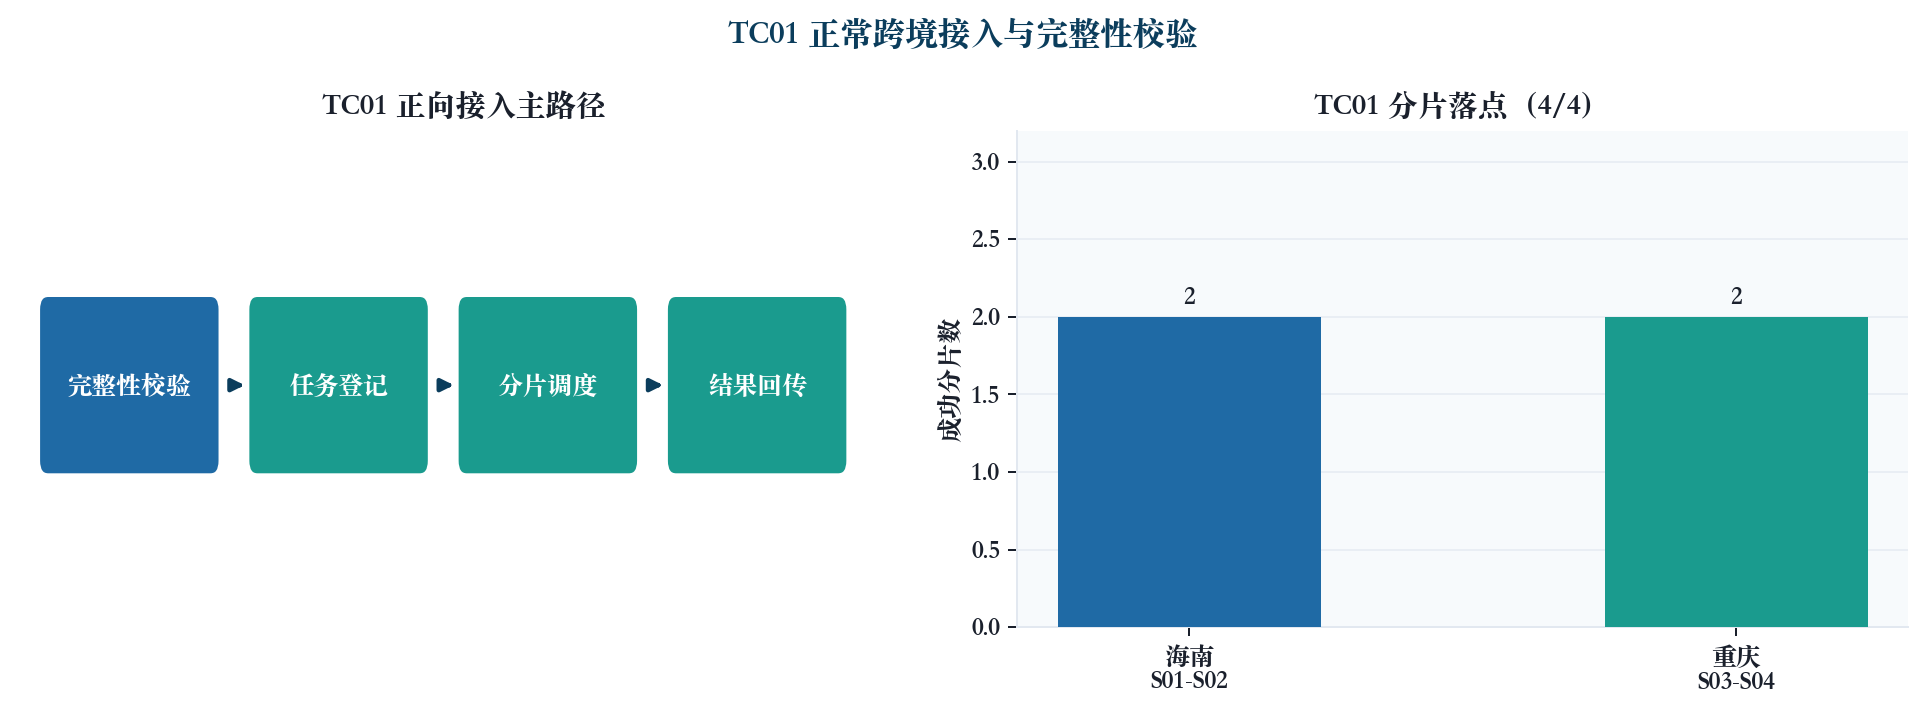 TC01 正常跨境接入与完整性校验
TC01 正向接入主路径
完整性校验
任务登记
分片调度
结果回传
TC01 分片落点（4/4）
成功分片数
3.0
2.5
2.0
1.5
1.0
0.5
0.0
2
2
海南
S01-S02
重庆
S03-S04